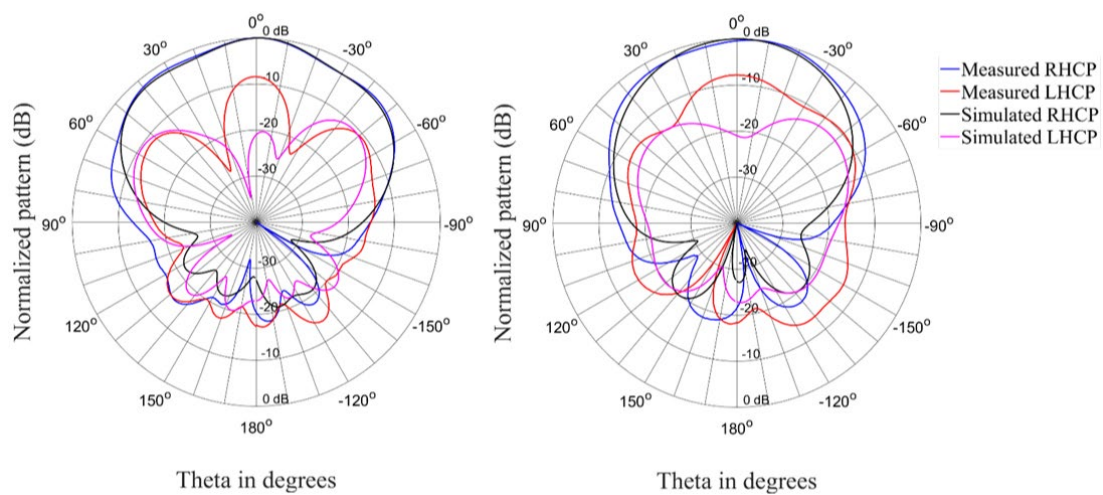 0°
0 dB
30°
-30°
-10
60°
-60°
-20
-30
90°
-90°
-30
-20
120°
-150°
-10
150°
-120°
0 dB
180°
Normalized pattern (dB)
Theta in degrees
0°
0 dB
30°
-30°
-10
60°
-60°
-20
-30
90°
-90°
-20
120°
-150°
-10
150°
-120°
0 dB
180°
Normalized pattern (dB)
Theta in degrees
Measured RHCP
Measured LHCP
Simulated RHCP
Simulated LHCP